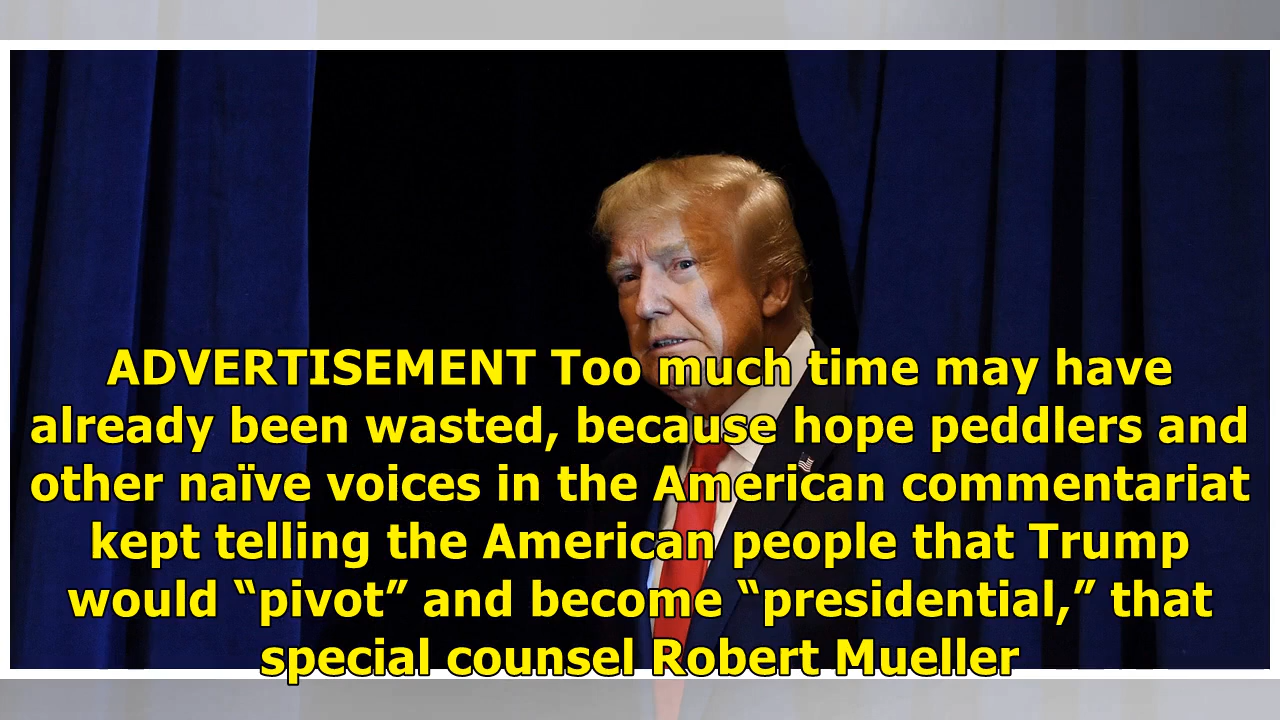 ADVERTISEMENT Too much time may have
already been wasted, because hope peddlers and
other naïve voices in the American commentariat
kept telling the American people that Trump
would “pivot” and become “presidential,” that
special counsel Robert Mueller